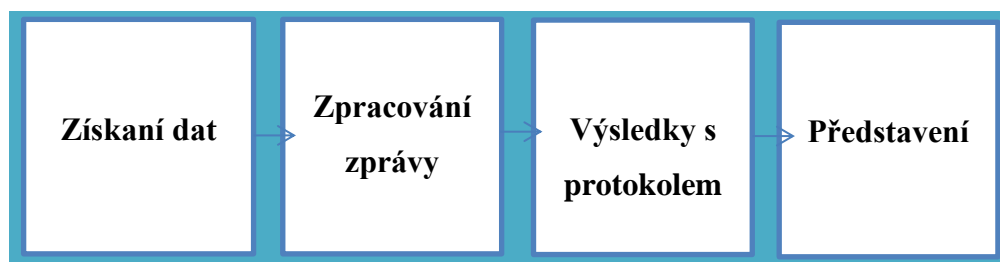 Získaní dat
Zpracování
zprávy
Výsledky s
protokolem
Představení